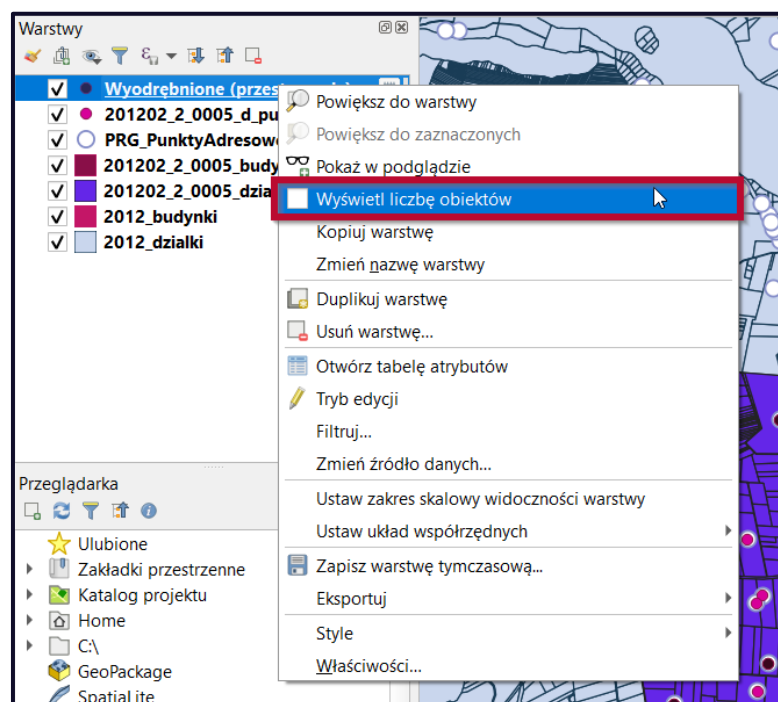 Warstwy
Wyodrębnione
201202_2_0005_d_pu
PRG_PunktyAdresow
201202_2_0005_budy
201202_2_0005_dzia
2012_budynki
2012_dzialki
Powiększ do warstwy
Powiększ do zaznaczonych
Pokaż w podglądzie
Wyświetl liczbę obiektów
Kopiuj warstwę
Zmień nazwę warstwy
Duplikuj warstwę
Usuń warstwę...
Otwórz tabelę atrybutów
Tryb edycji
Filtruj...
Zmień źródło danych...
Ustaw zakres skalowy widoczności warstwy
Ustaw układ współrzędnych
Zapisz warstwę tymczasową...
Eksportuj
Style
Właściwości...
Przeglądarka
Ulubione
Zakładki przestrzenne
Katalog projektu
Home
C:\
GeoPackage
SpatiaLite